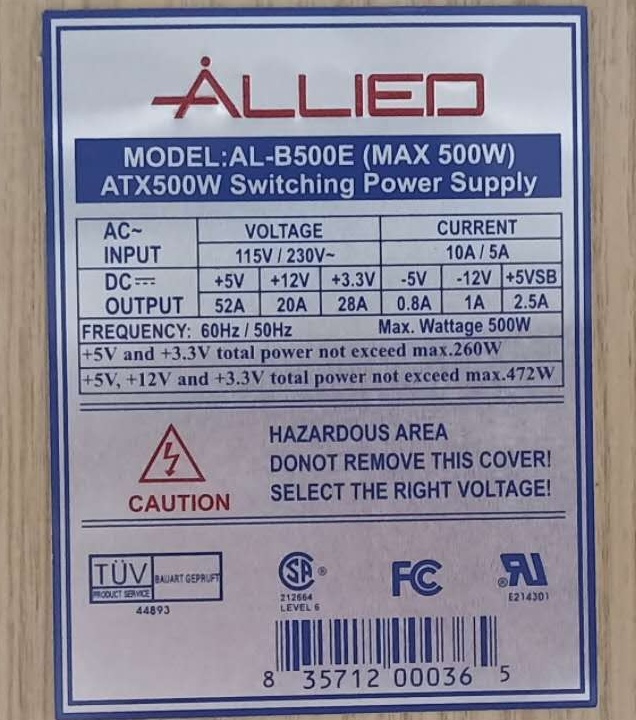 ALLIED
MODEL:AL-B500E (MAX 500W)
ATX500W Switching Power Supply
AC~ INPUT VOLTAGE CURRENT
115V / 230V~ 10A / 5A
DC⎓ OUTPUT +5V +12V +3.3V -5V -12V +5VSB
52A 20A 28A 0.8A 1A 2.5A
FREQUENCY: 60Hz / 50Hz Max. Wattage 500W
+5V and +3.3V total power not exceed max.260W
+5V, +12V and +3.3V total power not exceed max.472W
HAZARDOUS AREA
DONOT REMOVE THIS COVER!
SELECT THE RIGHT VOLTAGE!
CAUTION
TÜV BAUART GEPRUFT
PRODUCT SERVICE
44893
SA ®
212664
LEVEL 6
FC
® RU
E214301
8 35712 00036 5